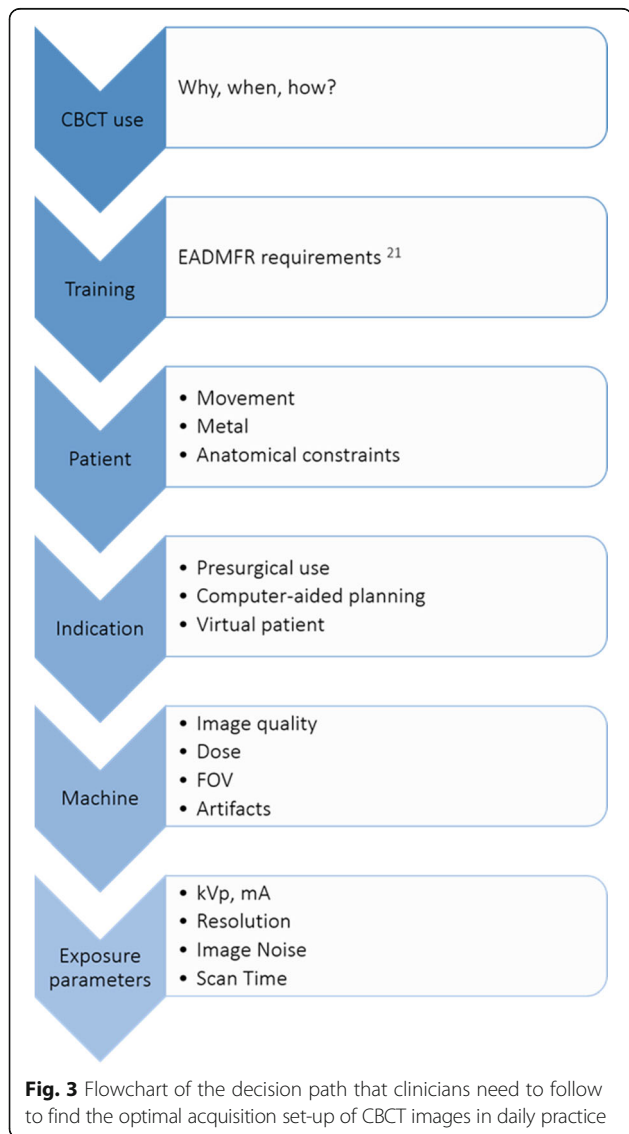 CBCT use
Why, when, how?
Training
EADMFR requirements 21
Patient
• Movement
• Metal
• Anatomical constraints
Indication
• Presurgical use
• Computer-aided planning
• Virtual patient
Machine
• Image quality
• Dose
• FOV
• Artifacts
Exposure
parameters
• kVp, mA
• Resolution
• Image Noise
• Scan Time
Fig. 3 Flowchart of the decision path that clinicians need to follow
to find the optimal acquisition set-up of CBCT images in daily practice